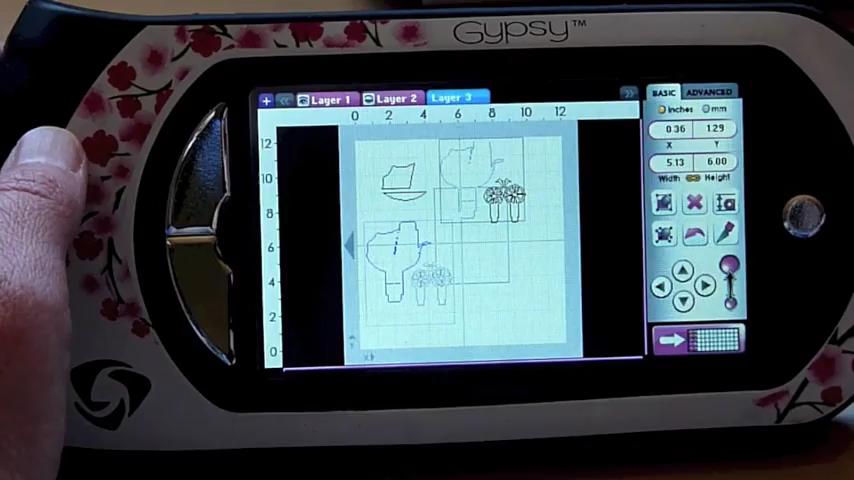 Gypsy™
+ Layer 1 Layer 2 Layer 3
BASIC ADVANCED
inches mm
0 2 4 6 8 10 12
12
10
8
6
4
2
0
0.36 1.29
X Y
5.13 6.00
Width Height